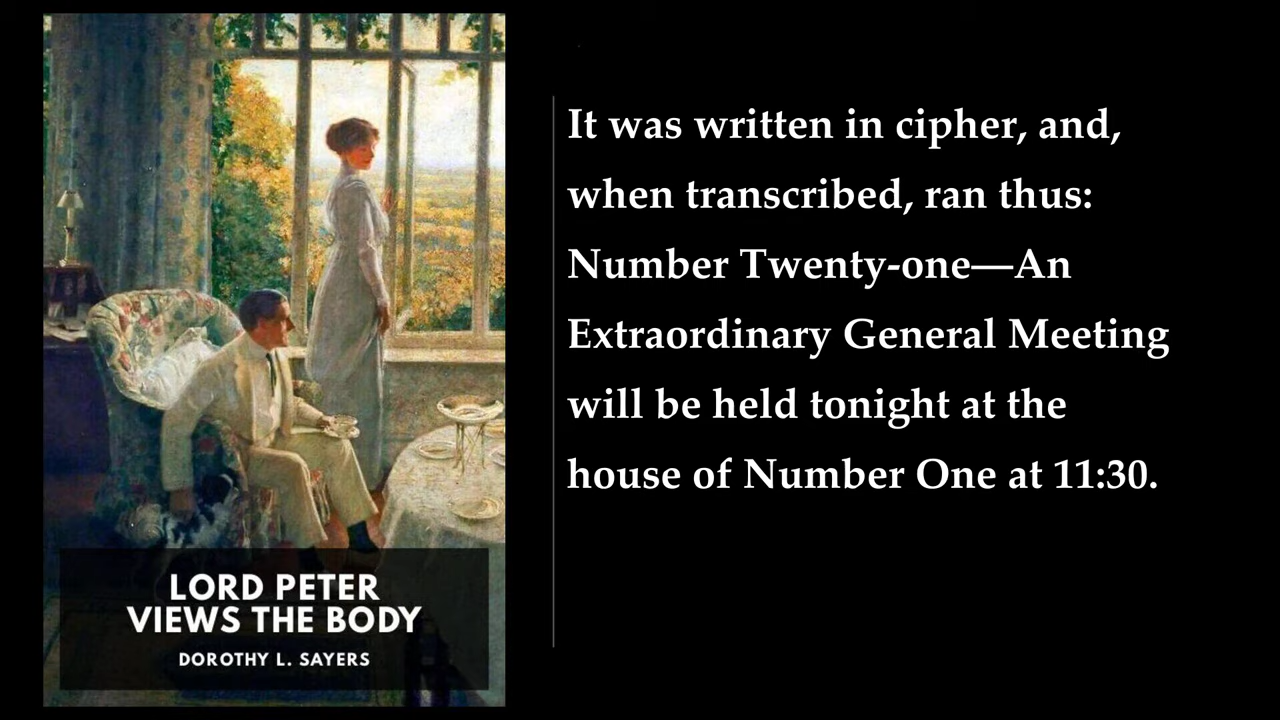 LORD PETER
VIEWS THE BODY
DOROTHY L. SAYERS
It was written in cipher, and,
when transcribed, ran thus:
Number Twenty-one—An
Extraordinary General Meeting
will be held tonight at the
house of Number One at 11:30.